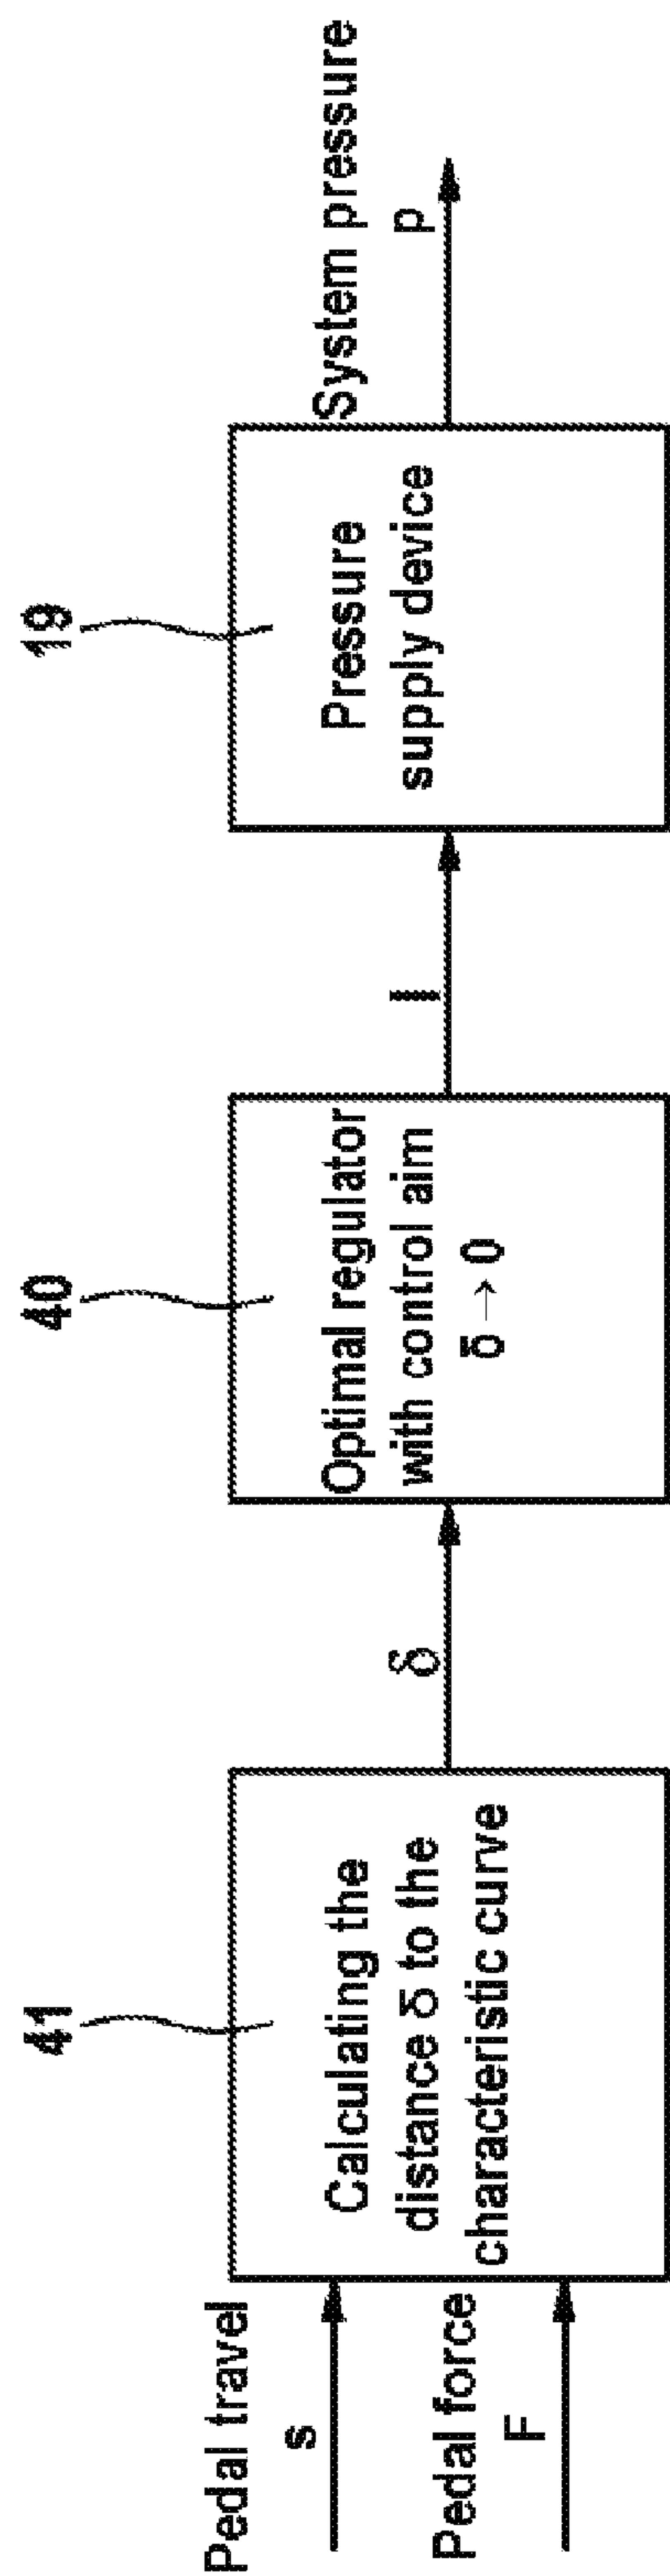 Pedal travel
s
Pedal force
F
41
Calculating the
distance δ to the
characteristic curve
δ
40
Optimal regulator
with control aim
δ → 0
I
19
Pressure
supply device
System pressure
p